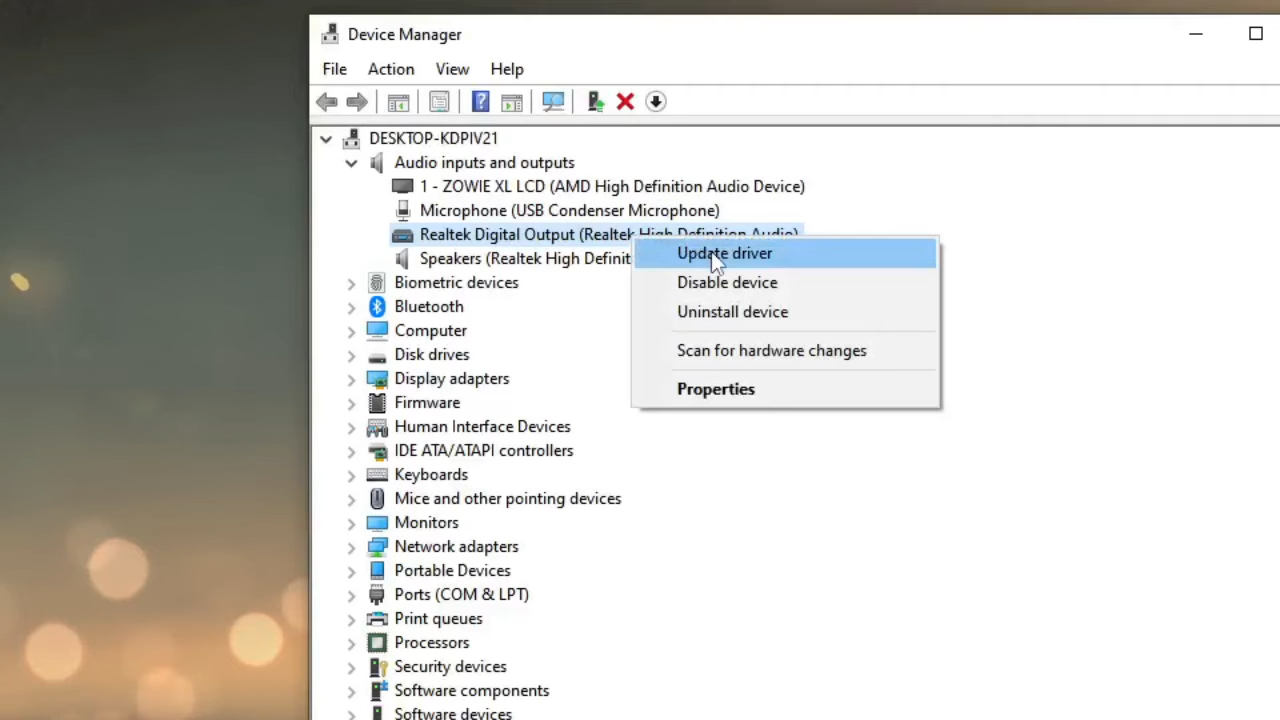 Device Manager
File Action View Help
DESKTOP-KDPIV21
Audio inputs and outputs
1 - ZOWIE XL LCD (AMD High Definition Audio Device)
Microphone (USB Condenser Microphone)
Realtek Digital Output (Realtek High Definition Audio)
Speakers (Realtek High Definit
Update driver
Disable device
Uninstall device
Scan for hardware changes
Properties
Biometric devices
Bluetooth
Computer
Disk drives
Display adapters
Firmware
Human Interface Devices
IDE ATA/ATAPI controllers
Keyboards
Mice and other pointing devices
Monitors
Network adapters
Portable Devices
Ports (COM & LPT)
Print queues
Processors
Security devices
Software components
Software devices